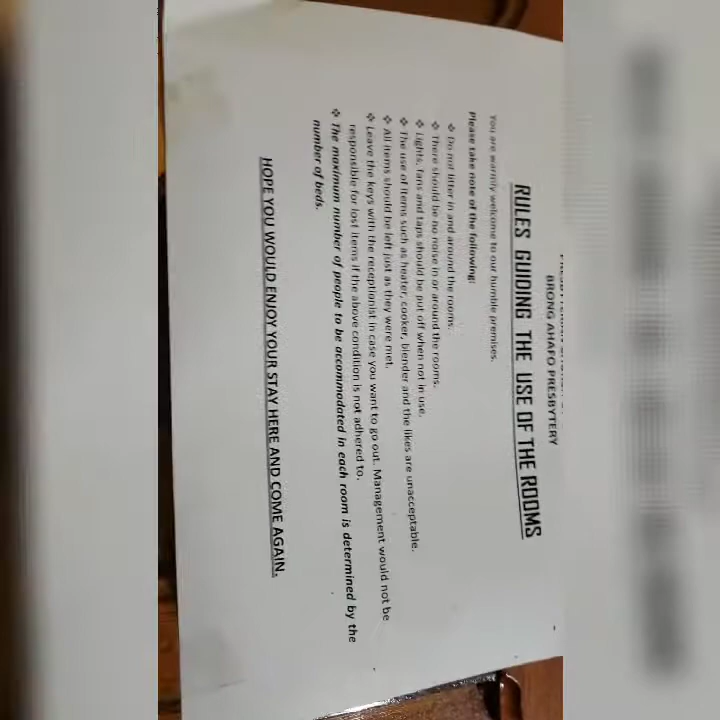 BRONG AHAFO PRESBYTERY
RULES GUIDING THE USE OF THE ROOMS
You are warmly welcome to our humble premises.
Please take note of the following:
❖ Do not litter in and around the rooms.
❖ There should be no noise in or around the rooms.
❖ Lights, fans and taps should be put off when not in use.
❖ The use of items such as heater, cooker, blender and the likes are unacceptable.
❖ All items should be left just as they were met.
❖ Leave the keys with the receptionist in case you want to go out. Management would not be
responsible for lost items if the above condition is not adhered to.
❖ The maximum number of people to be accommodated in each room is determined by the
number of beds.
HOPE YOU WOULD ENJOY YOUR STAY HERE AND COME AGAIN.